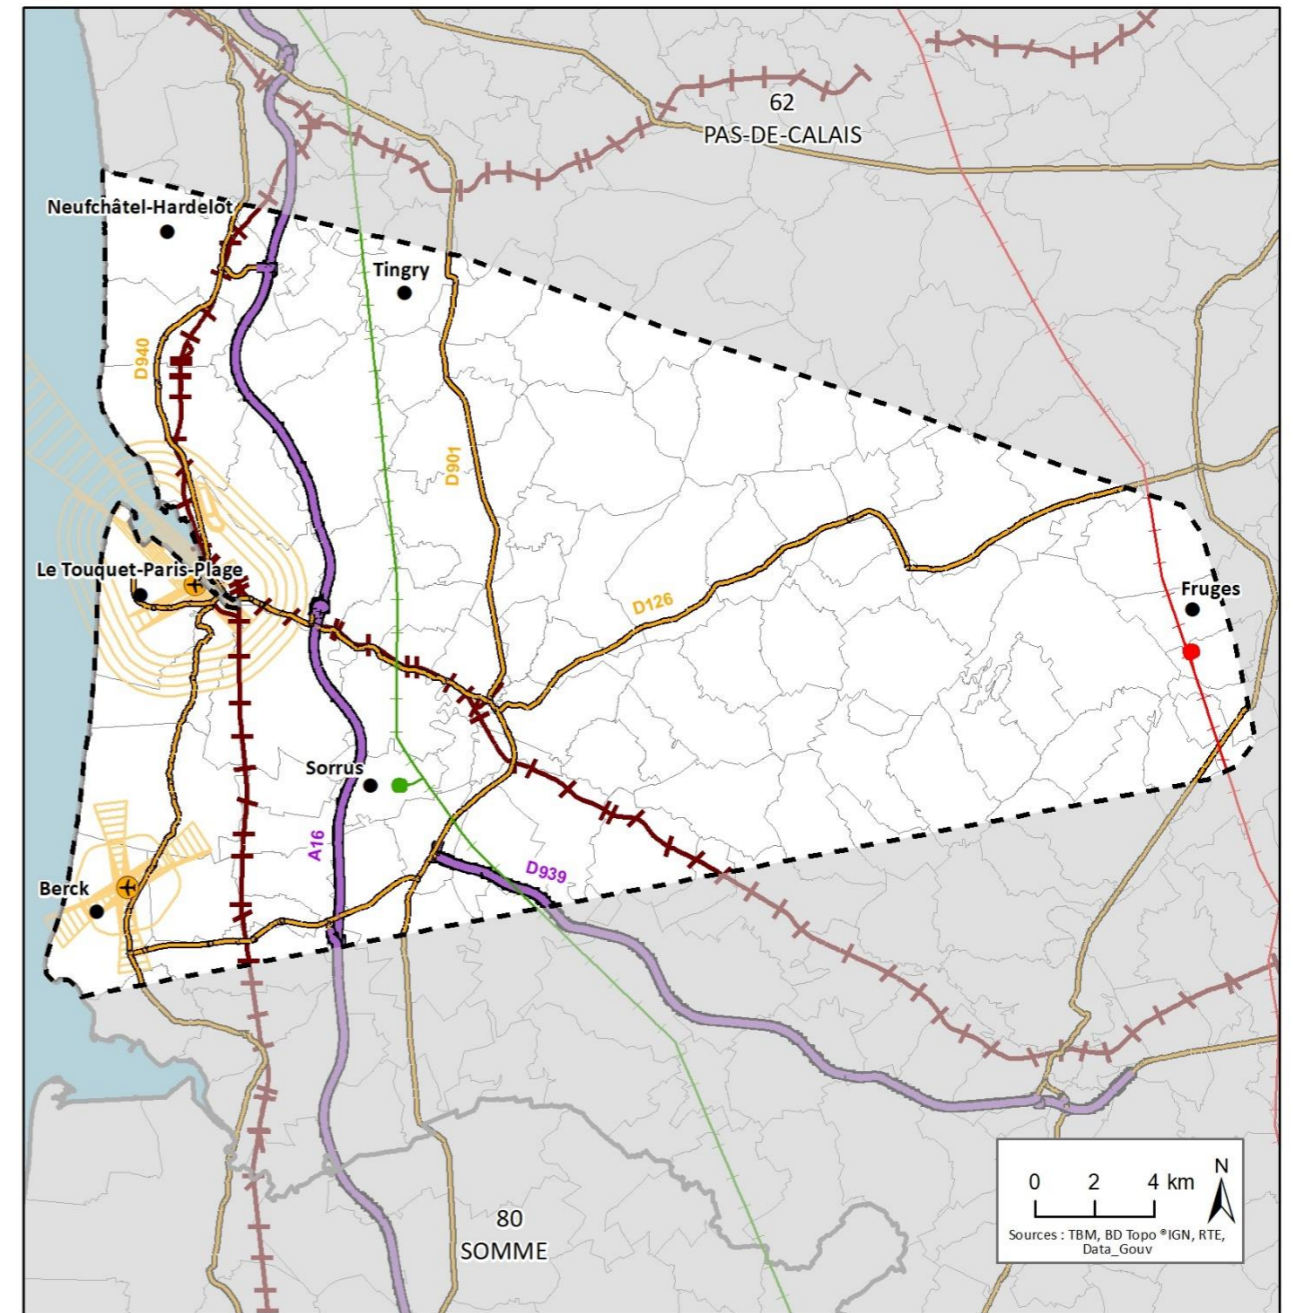 62
PAS-DE-CALAIS
Neufchâtel-Hardelot
Tingry
D940
D901
Le Touquet-Paris-Plage
D126
Fruges
Sorrus
A16
D939
Berck
0 2 4 km
N
Sources : TBM, BD Topo ®IGN, RTE,
Data_Gouv
80
SOMME